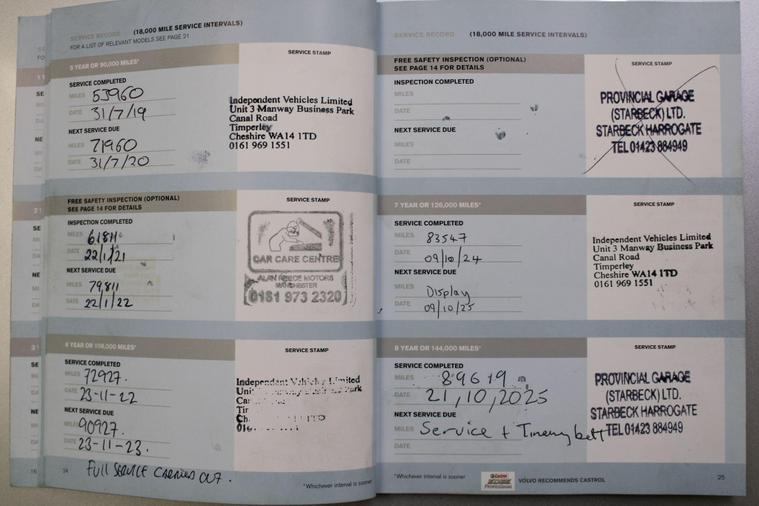 SERVICE RECORD (18,000 MILE SERVICE INTERVALS)
FOR A LIST OF RELEVANT MODELS SEE PAGE 21
5 YEAR OR 90,000 MILES*
SERVICE STAMP
SERVICE COMPLETED
MILES 53960
DATE 31/7/19
NEXT SERVICE DUE
MILES 71960
DATE 31/7/20
Independent Vehicles Limited
Unit 3 Manway Business Park
Canal Road
Timperley
Cheshire WA14 1TD
0161 969 1551
FREE SAFETY INSPECTION (OPTIONAL)
SEE PAGE 14 FOR DETAILS
SERVICE STAMP
INSPECTION COMPLETED
MILES 61811
DATE 22/1/21
NEXT SERVICE DUE
MILES 79,811
DATE 22/1/22
CAR CARE CENTRE
MANCHESTER
0161 973 2320
SERVICE STAMP
SERVICE COMPLETED
MILES 72927.
DATE 23-11-22
NEXT SERVICE DUE
MILES 90927.
DATE 23-11-23.
Independent Limited
FULL SERVICE CARRIED OUT.
*Whichever interval is sooner
SERVICE RECORD (18,000 MILE SERVICE INTERVALS)
FREE SAFETY INSPECTION (OPTIONAL)
SEE PAGE 14 FOR DETAILS
SERVICE STAMP
INSPECTION COMPLETED
MILES
DATE
NEXT SERVICE DUE
MILES
DATE
PROVINCIAL GARAGE
(STARBECK) LTD.
STARBECK HARROGATE
TEL 01423 884949
7 YEAR OR 126,000 MILES*
SERVICE STAMP
SERVICE COMPLETED
MILES 83547
DATE 09/10/24
NEXT SERVICE DUE
MILES Display
DATE 09/10/25
Independent Vehicles Limited
Unit 3 Manway Business Park
Canal Road
Timperley
Cheshire WA14 1TD
0161 969 1551
8 YEAR OR 144,000 MILES*
SERVICE STAMP
SERVICE COMPLETED
MILES
DATE 21,10,2025
NEXT SERVICE DUE
MILES Service +
DATE
PROVINCIAL GARAGE
(STARBECK) LTD.
STARBECK HARROGATE
TEL 01423 884949
*Whichever interval is sooner
Castrol
VOLVO RECOMMENDS CASTROL
25